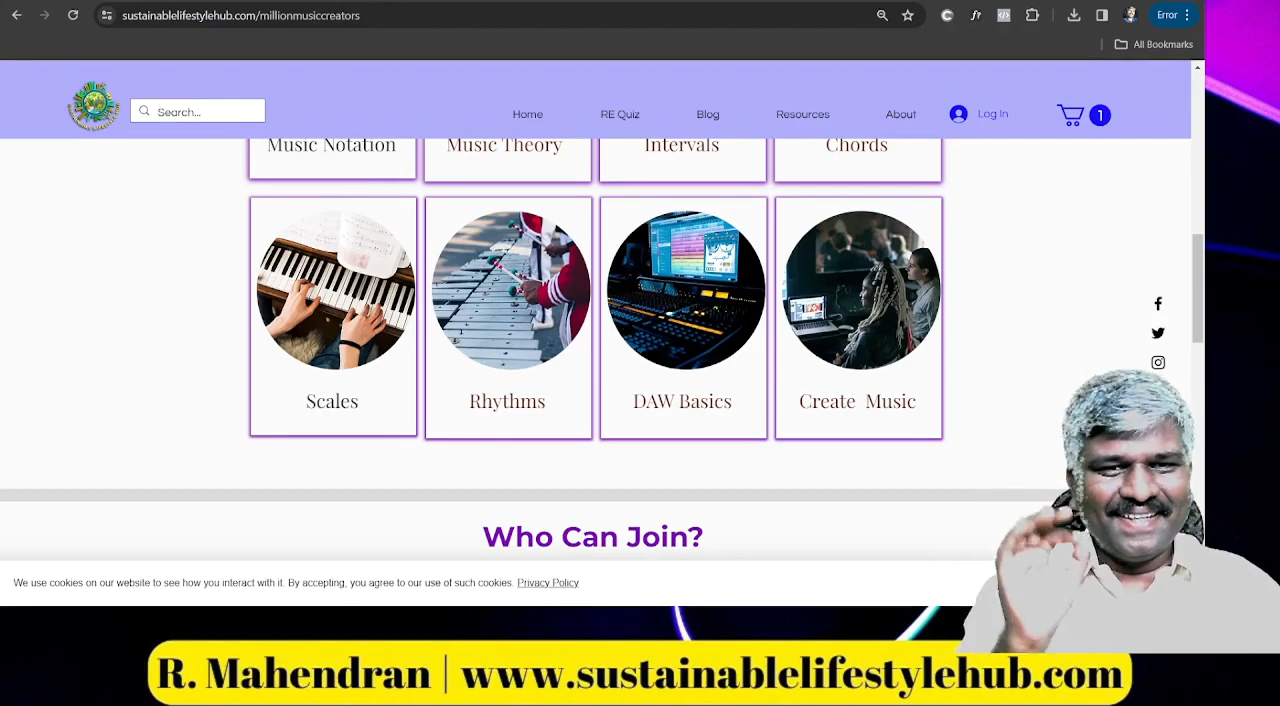 sustainablelifestylehub.com/millionmusiccreators
Error
All Bookmarks
Search...
Home
RE Quiz
Blog
Resources
About
Log In
1
Music Notation
Music Theory
Intervals
Chords
Scales
Rhythms
DAW Basics
Create Music
Who Can Join?
We use cookies on our website to see how you interact with it. By accepting, you agree to our use of such cookies. Privacy Policy
R. Mahendran | www.sustainablelifestylehub.com